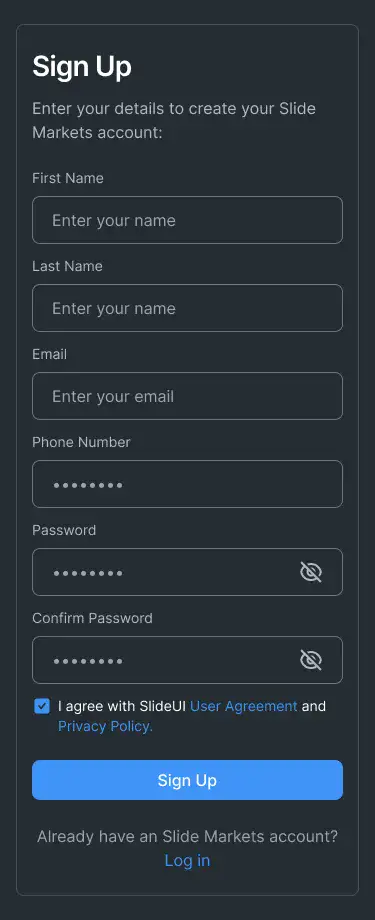 Sign Up
Enter your details to create your Slide
Markets account:
First Name
Enter your name
Last Name
Enter your name
Email
Enter your email
Phone Number
••••••••
Password
••••••••
Confirm Password
••••••••
I agree with SlideUI User Agreement and
Privacy Policy.
Sign Up
Already have an Slide Markets account?
Log in